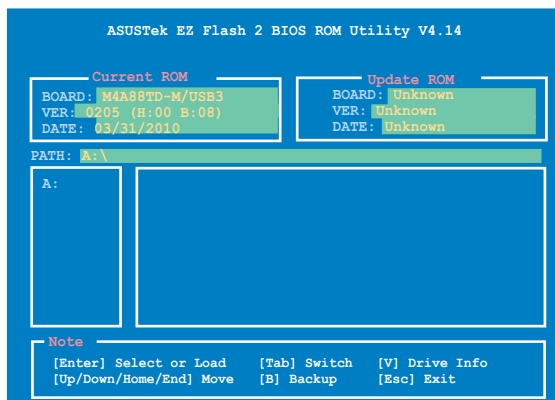 ASUSTek EZ Flash 2 BIOS ROM Utility V4.14
Current ROM
BOARD: M4A88TD-M/USB3
VER: 0205 (H:00 B:08)
DATE: 03/31/2010
Update ROM
BOARD: Unknown
VER: Unknown
DATE: Unknown
PATH: A:\
A:
Note
[Enter] Select or Load [Tab] Switch [V] Drive Info
[Up/Down/Home/End] Move [B] Backup [Esc] Exit